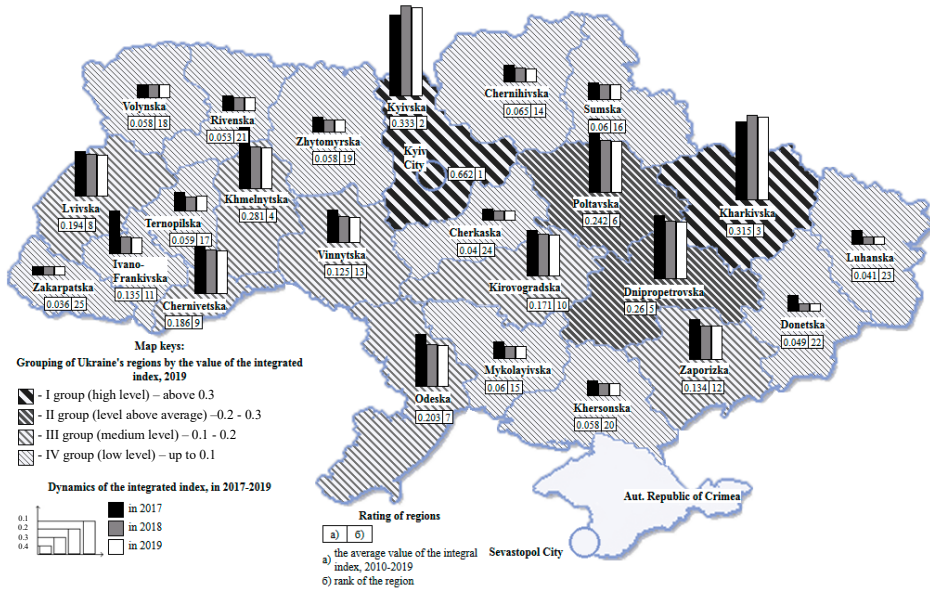 Volynska
0.058 18
Rivenska
0.053 21
Zhytomyrska
0.058 19
Kyivska
0.333 2
Kyiv
City
0.662 1
Chernihivska
0.065 14
Sumska
0.06 16
Lvivska
0.194 8
Ternopilska
0.059 17
Khmelnytska
0.281 4
Vinnytska
0.125 13
Cherkaska
0.04 24
Poltavska
0.242 6
Kharkivska
0.315 3
Luhanska
0.041 23
Zakarpatska
0.036 25
Ivano-
Frankivska
0.135 11
Chernivetska
0.186 9
Kirovogradska
0.171 10
Dnipropetrovska
0.26 5
Donetska
0.049 22
Odeska
0.203 7
Mykolayivska
0.06 15
Khersonska
0.058 20
Zaporizka
0.134 12
Aut. Republic of Crimea
Sevastopol City
Map keys:
Grouping of Ukraine's regions by the value of the integrated
index, 2019
- I group (high level) – above 0.3
- II group (level above average) –0.2 - 0.3
- III group (medium level) – 0.1 - 0.2
- IV group (low level) – up to 0.1
Dynamics of the integrated index, in 2017-2019
0.1
0.2
0.3
0.4
in 2017
in 2018
in 2019
Rating of regions
а) б)
а) the average value of the integral
index, 2010-2019
б) rank of the region